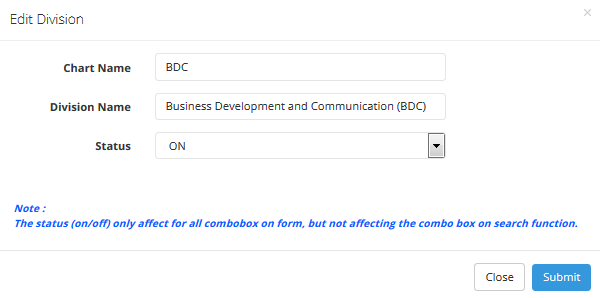 Edit Division
×
Chart Name BDC
Division Name Business Development and Communication (BDC)
Status ON
Note :
The status (on/off) only affect for all combobox on form, but not affecting the combo box on search function.
Close Submit